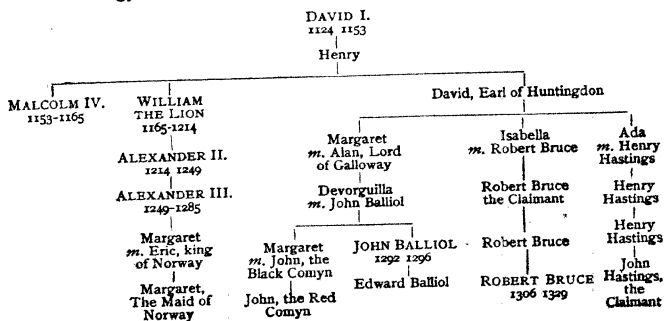 DAVID I.
1124 1153
Henry
MALCOLM IV.
1153-1165
WILLIAM
THE LION
1165-1214
ALEXANDER II.
1214 1249
ALEXANDER III.
1249-1285
Margaret
m. Eric, king
of Norway
Margaret,
The Maid of
Norway
David, Earl of Huntingdon
Margaret
m. Alan, Lord
of Galloway
Devorguilla
m. John Balliol
Margaret
m. John, the
Black Comyn
John, the Red
Comyn
JOHN BALLIOL
1292 1296
Edward Balliol
Isabella
m. Robert Bruce
Robert Bruce
the Claimant
Robert Bruce
ROBERT BRUCE
1306 1329
Ada
m. Henry
Hastings
Henry
Hastings
Henry
Hastings
John
Hastings,
the
Claimant